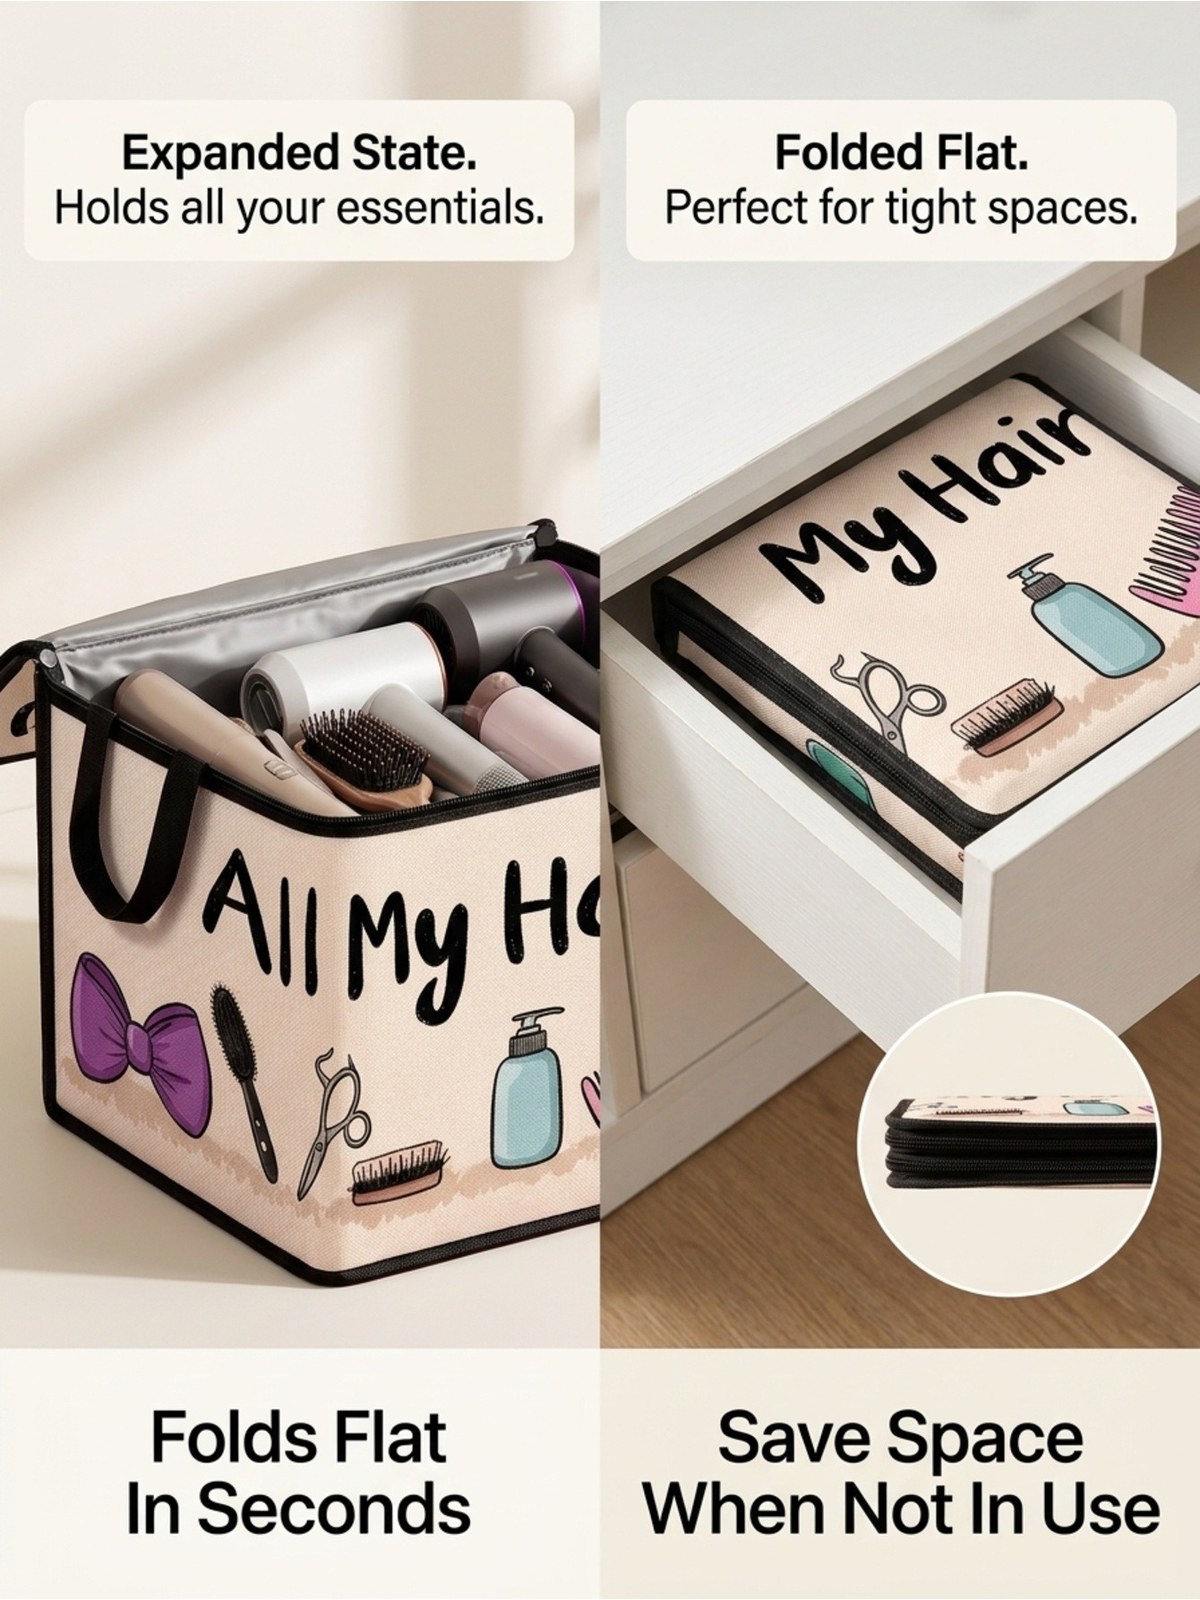 Expanded State.
Holds all your essentials.
Folded Flat.
Perfect for tight spaces.
My Hair
All My Ha
Folds Flat
In Seconds
Save Space
When Not In Use